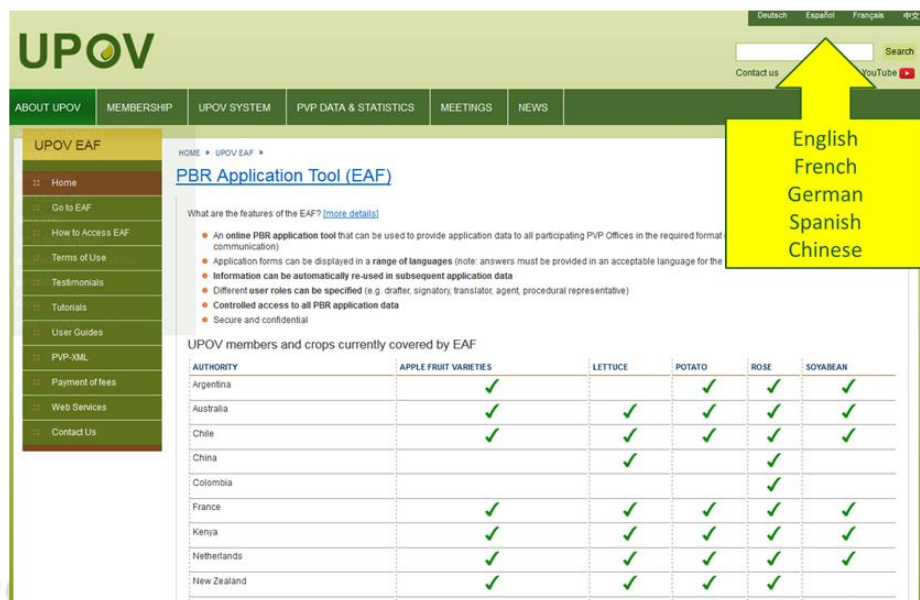 Deutsch Español Français 中文
UPOV
Search
Contact us YouTube
ABOUT UPOV MEMBERSHIP UPOV SYSTEM PVP DATA & STATISTICS MEETINGS NEWS
English
French
German
Spanish
Chinese
UPOV EAF
Home
Go to EAF
How to Access EAF
Terms of Use
Testimonials
Tutorials
User Guides
PVP-XML
Payment of fees
Web Services
Contact Us
HOME » UPOV EAF »
PBR Application Tool (EAF)
What are the features of the EAF? [more details]
An online PBR application tool that can be used to provide application data to all participating PVP Offices in the required format
communication)
Application forms can be displayed in a range of languages (note: answers must be provided in an acceptable language for the
Information can be automatically re-used in subsequent application data
Different user roles can be specified (e.g. drafter, signatory, translator, agent, procedural representative)
Controlled access to all PBR application data
Secure and confidential
UPOV members and crops currently covered by EAF
AUTHORITY APPLE FRUIT VARIETIES LETTUCE POTATO ROSE SOYABEAN
Argentina ✓ ✓ ✓ ✓
Australia ✓ ✓ ✓ ✓ ✓
Chile ✓ ✓ ✓ ✓ ✓
China ✓ ✓
Colombia ✓
France ✓ ✓ ✓ ✓ ✓
Kenya ✓ ✓ ✓ ✓ ✓
Netherlands ✓ ✓ ✓ ✓ ✓
New Zealand ✓ ✓ ✓ ✓